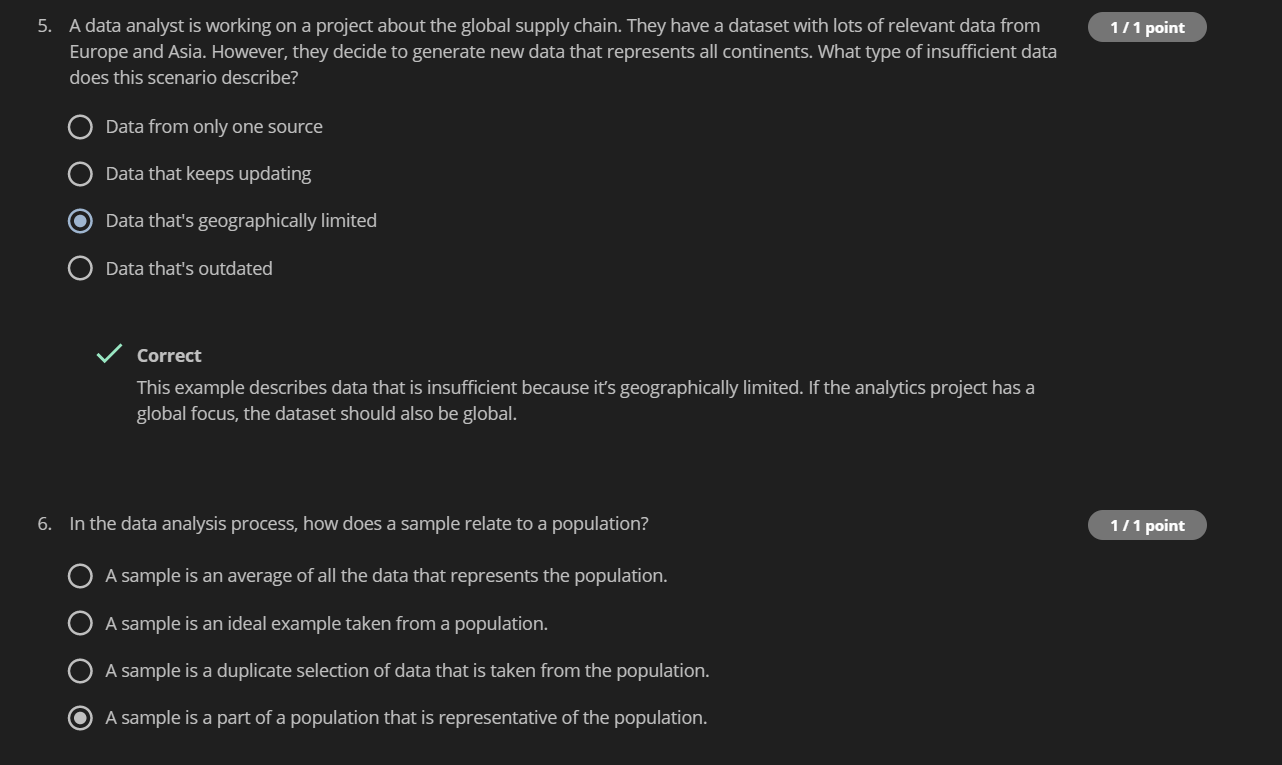 5. A data analyst is working on a project about the global supply chain. They have a dataset with lots of relevant data from
1 / 1 point
Europe and Asia. However, they decide to generate new data that represents all continents. What type of insufficient data
does this scenario describe?
Data from only one source
Data that keeps updating
Data that's geographically limited
Data that's outdated
Correct
This example describes data that is insufficient because it’s geographically limited. If the analytics project has a
global focus, the dataset should also be global.
6. In the data analysis process, how does a sample relate to a population?
1 / 1 point
A sample is an average of all the data that represents the population.
A sample is an ideal example taken from a population.
A sample is a duplicate selection of data that is taken from the population.
A sample is a part of a population that is representative of the population.